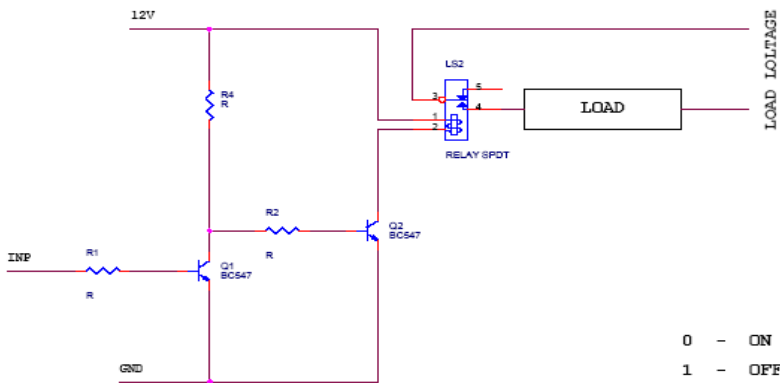 12V
LOAD LOLTAGE
LS2
5
3
4
LOAD
1
2
RELAY SPDT
R4
R
R2
R
Q2
BC547
INP
R1
R
Q1
BC547
GND
0 - ON
1 - OFF